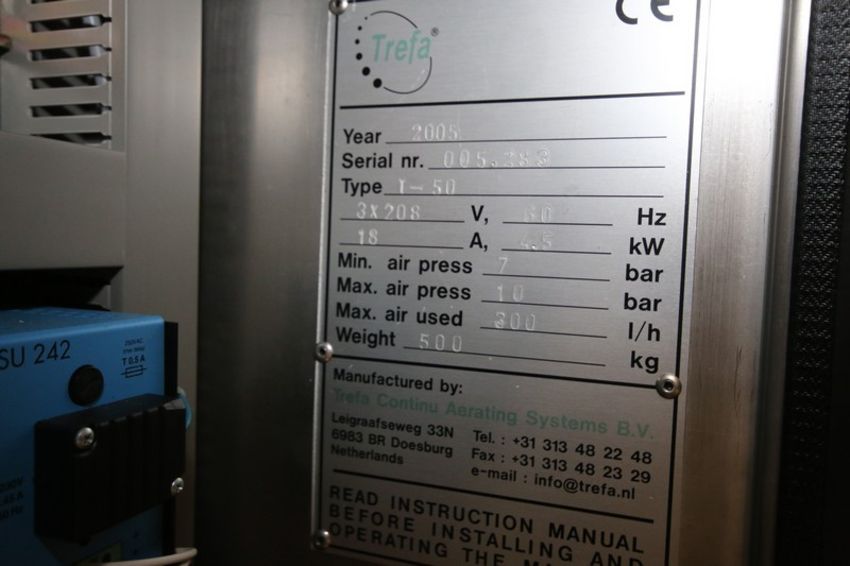 CE
Trefa®
Year 2005
Serial nr. 005.283
Type T-50
3X208 V, 60 Hz
18 A, 4.5 kW
Min. air press 7 bar
Max. air press 10 bar
Max. air used 300 l/h
Weight 500 kg
Manufactured by:
Trefa Continu Aerating Systems B.V.
Leigraafseweg 33N
6983 BR Doesburg
Netherlands
Tel. : +31 313 48 22 48
Fax : +31 313 48 23 29
e-mail : info@trefa.nl
READ INSTRUCTION MANUAL
BEFORE INSTALLING AND
OPERATING THE
SU 242
250VAC
T 0,5 A